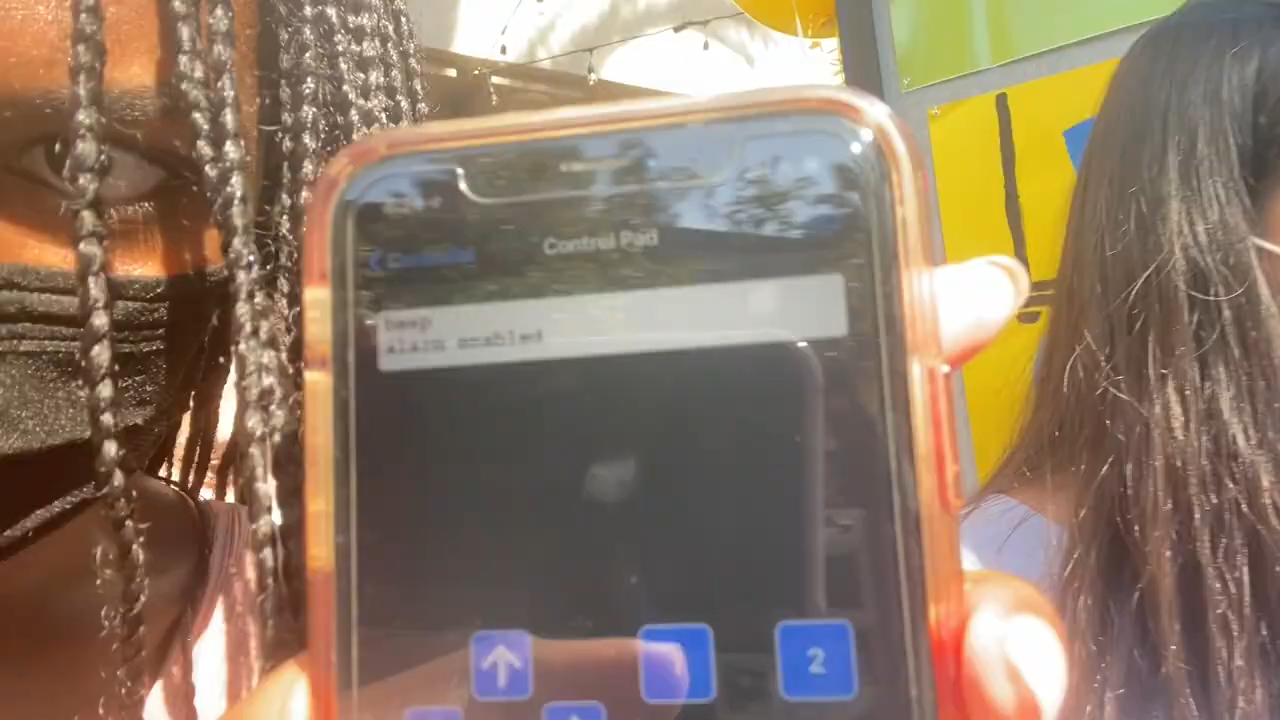 Control Pad
beep
alarm enabled
2